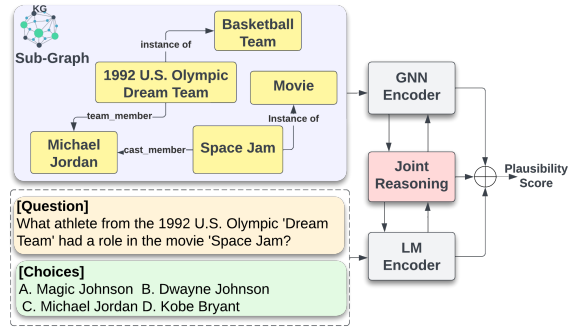 KG
Sub-Graph
instance of
Basketball
Team
1992 U.S. Olympic
Dream Team
Movie
team_member
Instance of
Michael
Jordan
cast_member
Space Jam
GNN
Encoder
Joint
Reasoning
LM
Encoder
Plausibility
Score
[Question]
What athlete from the 1992 U.S. Olympic 'Dream
Team' had a role in the movie 'Space Jam?
[Choices]
A. Magic Johnson B. Dwayne Johnson
C. Michael Jordan D. Kobe Bryant